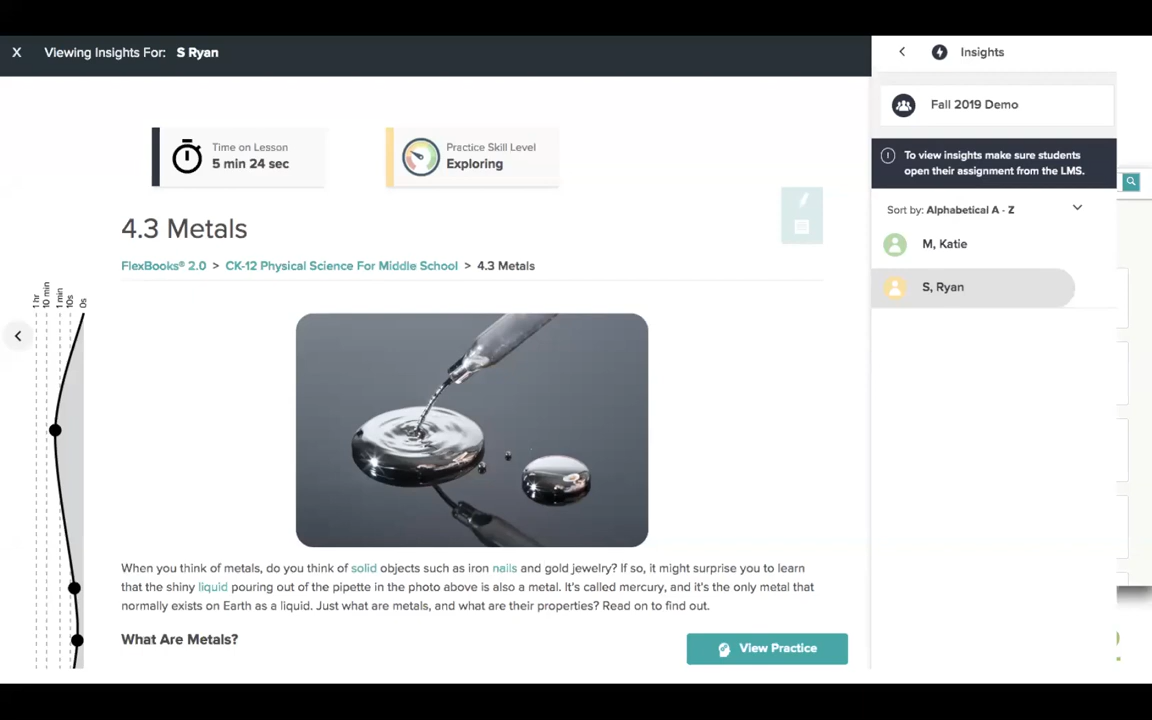 X Viewing Insights For: S Ryan
Insights
Fall 2019 Demo
To view insights make sure students
open their assignment from the LMS.
Sort by: Alphabetical A - Z
M, Katie
S, Ryan
Time on Lesson
5 min 24 sec
Practice Skill Level
Exploring
4.3 Metals
FlexBooks® 2.0 > CK-12 Physical Science For Middle School > 4.3 Metals
1 hr
10 min
1 min
10s
0s
When you think of metals, do you think of solid objects such as iron nails and gold jewelry? If so, it might surprise you to learn
that the shiny liquid pouring out of the pipette in the photo above is also a metal. It's called mercury, and it's the only metal that
normally exists on Earth as a liquid. Just what are metals, and what are their properties? Read on to find out.
What Are Metals?
View Practice